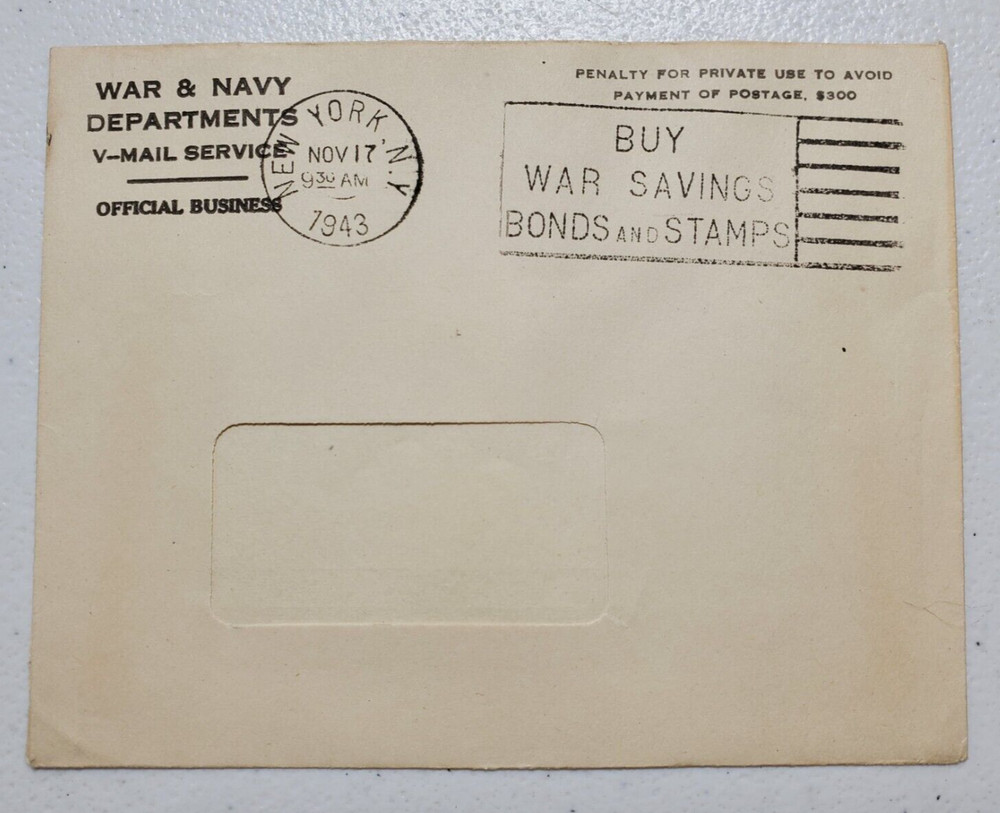 WAR & NAVY
DEPARTMENTS
V-MAIL SERVICE
OFFICIAL BUSINESS
NEW YORK, N.Y.
NOV 17
9 30 AM
1943
PENALTY FOR PRIVATE USE TO AVOID
PAYMENT OF POSTAGE, $300
BUY
WAR SAVINGS
BONDS AND STAMPS